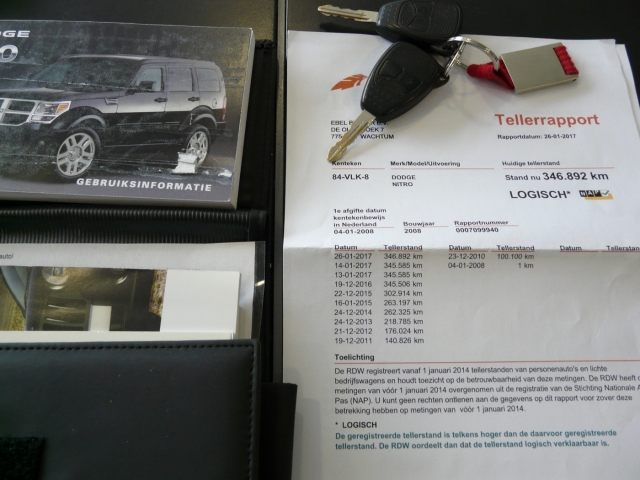 GEBRUIKSINFORMATIE
Tellerrapport
EBEL
DE
775 WACHTUM
Rapportdatum: 26-01-2017
Kenteken Merk/Model/Uitvoering Huidige tellerstand
84-VLK-8 DODGE Stand nu 346.892 km
NITRO
LOGISCH* NAP
1e afgifte datum
kentekenbewijs
in Nederland Bouwjaar Rapportnummer
04-01-2008 2008 0007099940
Datum Tellerstand Datum Tellerstand Datum
26-01-2017 346.892 km 23-12-2010 100.100 km
14-01-2017 345.585 km 04-01-2008 1 km
13-01-2017 345.585 km
19-12-2016 345.506 km
22-12-2015 302.914 km
16-01-2015 263.197 km
24-12-2014 262.325 km
24-12-2013 218.785 km
21-12-2012 176.024 km
19-12-2011 140.826 km
Toelichting
De RDW registreert vanaf 1 januari 2014 tellerstanden van personenauto's en lichte
bedrijfswagens en houdt toezicht op de betrouwbaarheid van deze metingen. De RDW heeft
metingen van vóór 1 januari 2014 overgenomen uit de registratie van de Stichting Nationale
Pas (NAP). U kunt geen rechten ontlenen aan de gegevens op dit rapport voor zover deze
betrekking hebben op metingen van vóór 1 januari 2014.
* LOGISCH
De geregistreerde tellerstand is telkens hoger dan de daarvoor geregistreerde
tellerstand. De RDW oordeelt dan dat de tellerstand logisch verklaarbaar is.